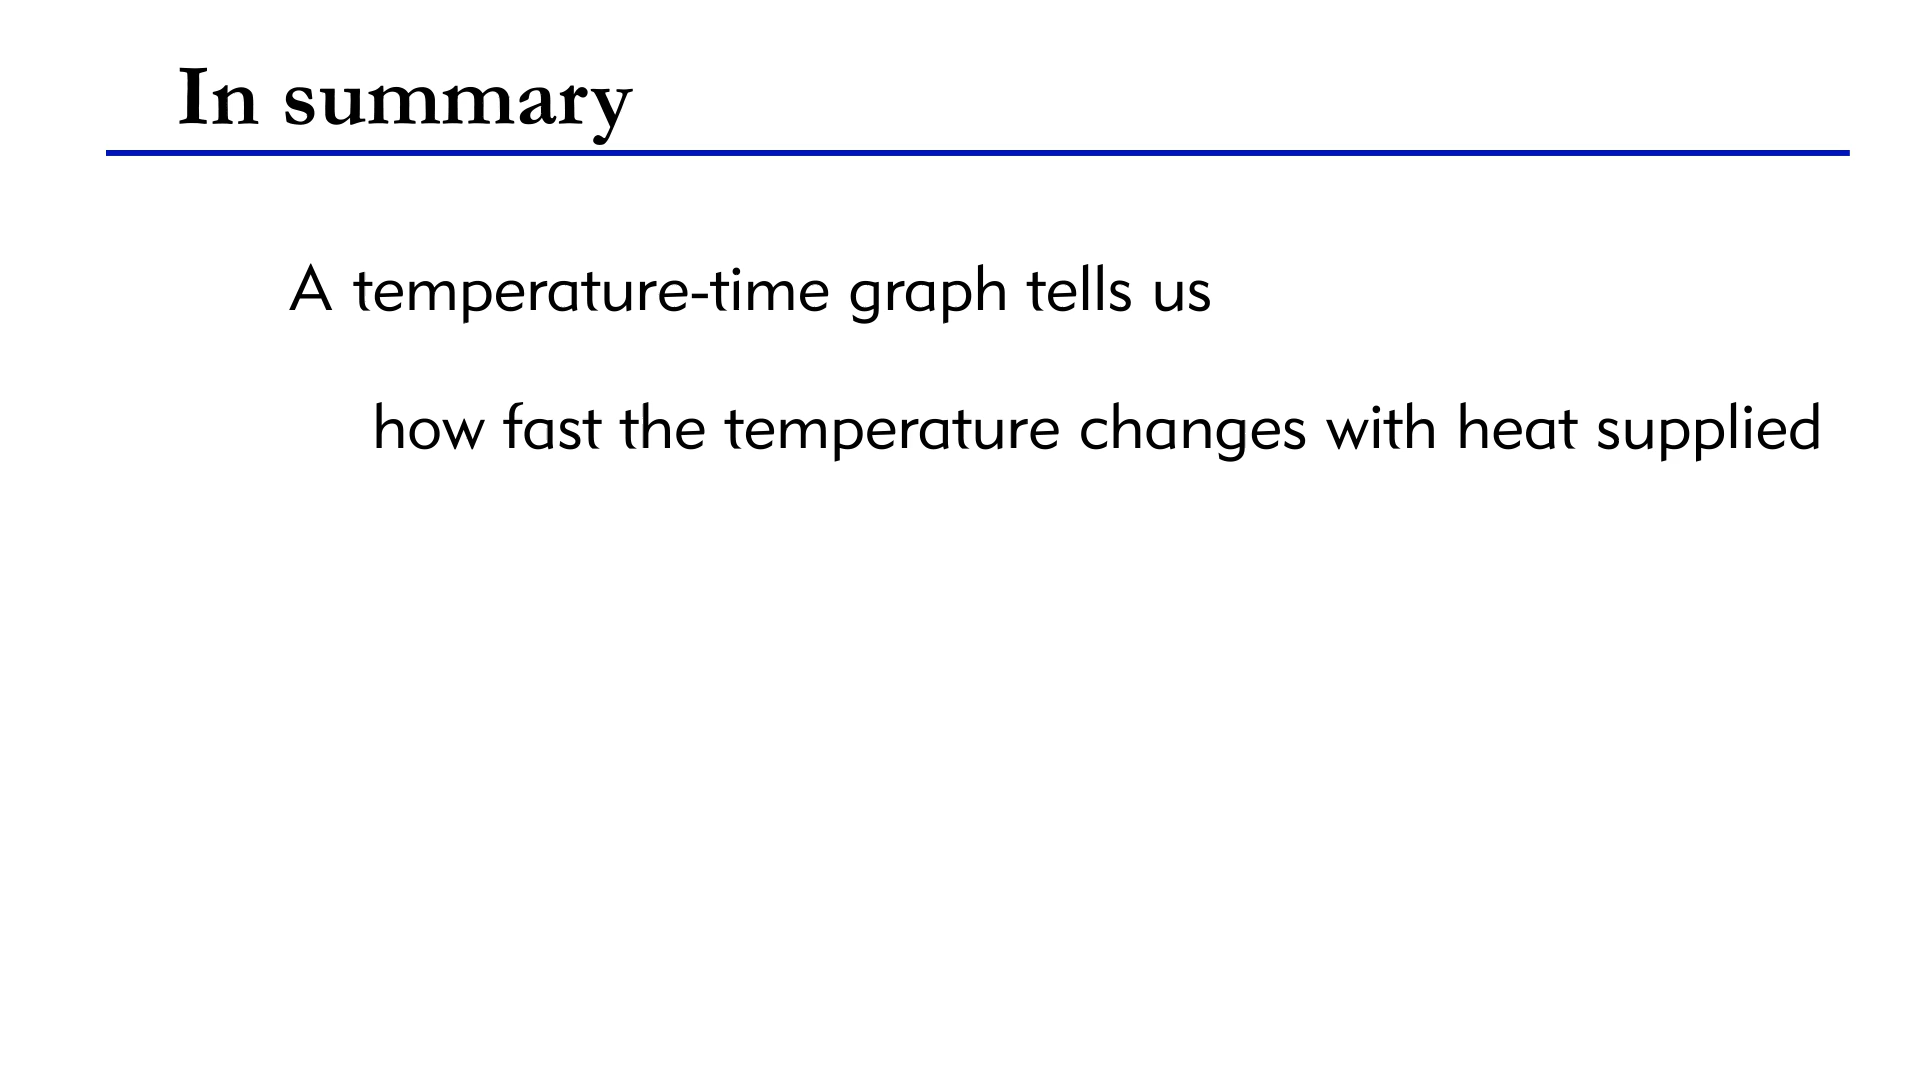 In summary
A temperature-time graph tells us
how fast the temperature changes with heat supplied